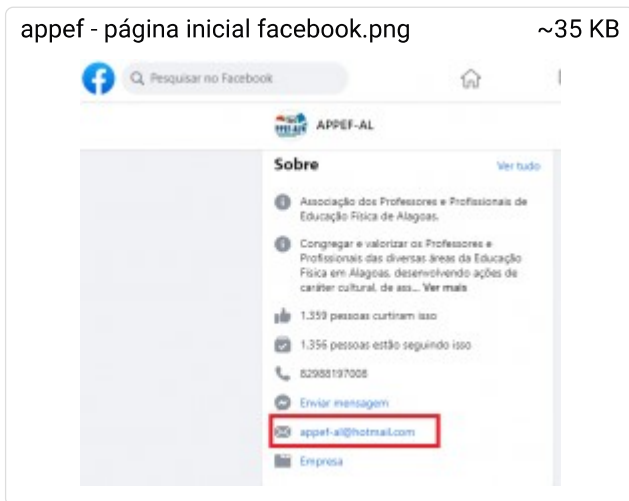 appef - página inicial facebook.png
~35 KB
Pesquisar no Facebook
APPEF-AL
Sobre
Ver tudo
Associação dos Professores e Profissionais de
Educação Física de Alagoas.
Congregar e valorizar os Professores e
Profissionais das diversas áreas da Educação
Física em Alagoas, desenvolvendo ações de
caráter cultural, de ass... Ver mais
1.359 pessoas curtiram isso
1.356 pessoas estão seguindo isso
82988197008
Enviar mensagem
appef-al@hotmail.com
Empresa